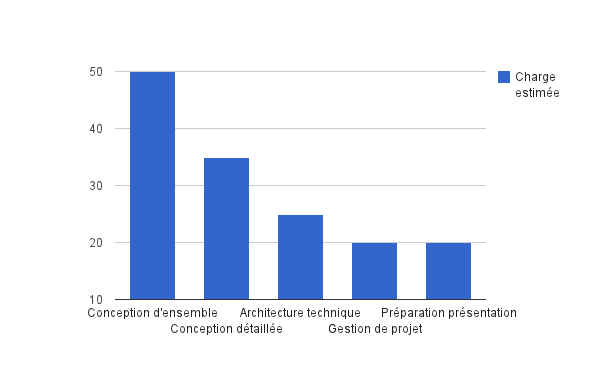 50
40
30
20
10
Charge
estimée
Conception d'ensemble
Architecture technique
Préparation présentation
Conception détaillée
Gestion de projet